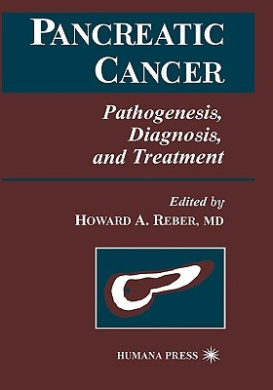 PANCREATIC
CANCER
Pathogenesis,
Diagnosis,
and Treatment
Edited by
HOWARD A. REBER, MD
HUMANA PRESS